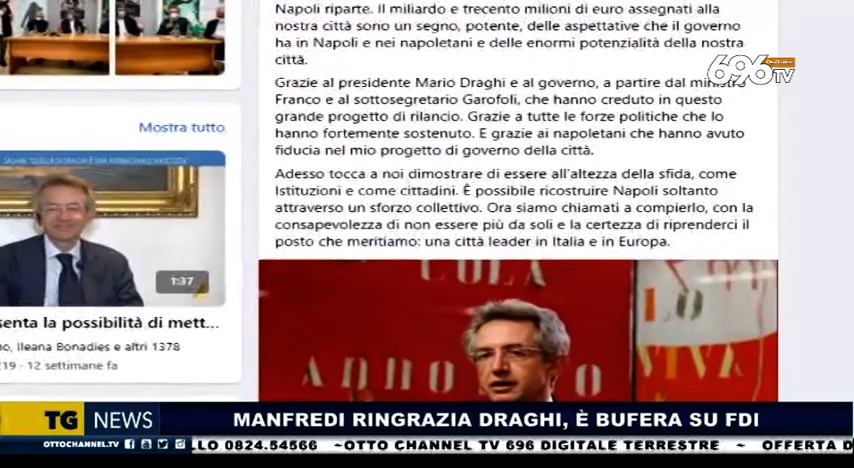 Napoli riparte. Il miliardo e trecento milioni di euro assegnati alla
nostra città sono un segno, potente, delle aspettative che il governo
ha in Napoli e nei napoletani e delle enormi potenzialità della nostra
città.
696
TV
Grazie al presidente Mario Draghi e al governo, a partire dal ministro
Franco e al sottosegretario Garofoli, che hanno creduto in questo
grande progetto di rilancio. Grazie a tutte le forze politiche che lo
hanno fortemente sostenuto. E grazie ai napoletani che hanno avuto
fiducia nel mio progetto di governo della città.
Adesso tocca a noi dimostrare di essere all'altezza della sfida, come
Istituzioni e come cittadini. È possibile ricostruire Napoli soltanto
attraverso un sforzo collettivo. Ora siamo chiamati a compierlo, con la
consapevolezza di non essere più da soli e la certezza di riprenderci il
posto che meritiamo: una città leader in Italia e in Europa.
Mostra tutto
1:37
senta la possibilità di mett...
no, Ileana Bonadies e altri 1378
219 · 12 settimane fa
VIVA
TG NEWS
MANFREDI RINGRAZIA DRAGHI, È BUFERA SU FDI
OTTOCHANNEL.TV
LLO 0824.54566 ~OTTO CHANNEL TV 696 DIGITALE TERRESTRE ~ OFFERTA D